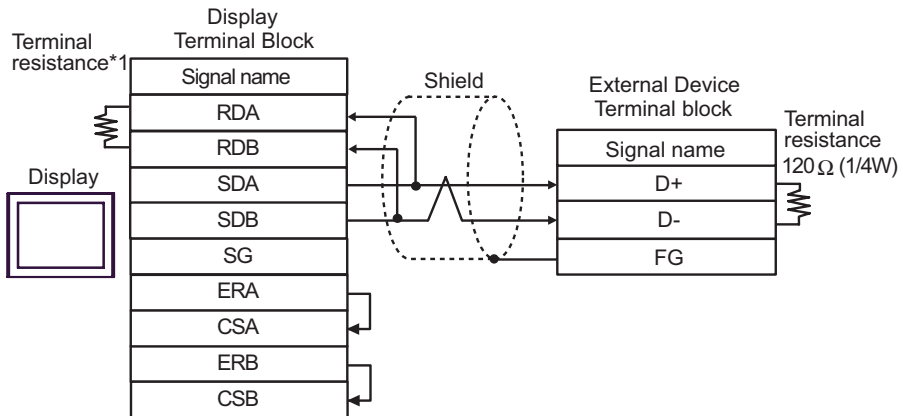 Display
Terminal Block
Terminal
resistance*1
Signal name
RDA
RDB
SDA
SDB
SG
ERA
CSA
ERB
CSB
Display
Shield
External Device
Terminal block
Signal name
D+
D-
FG
Terminal
resistance
120 Ω (1/4W)